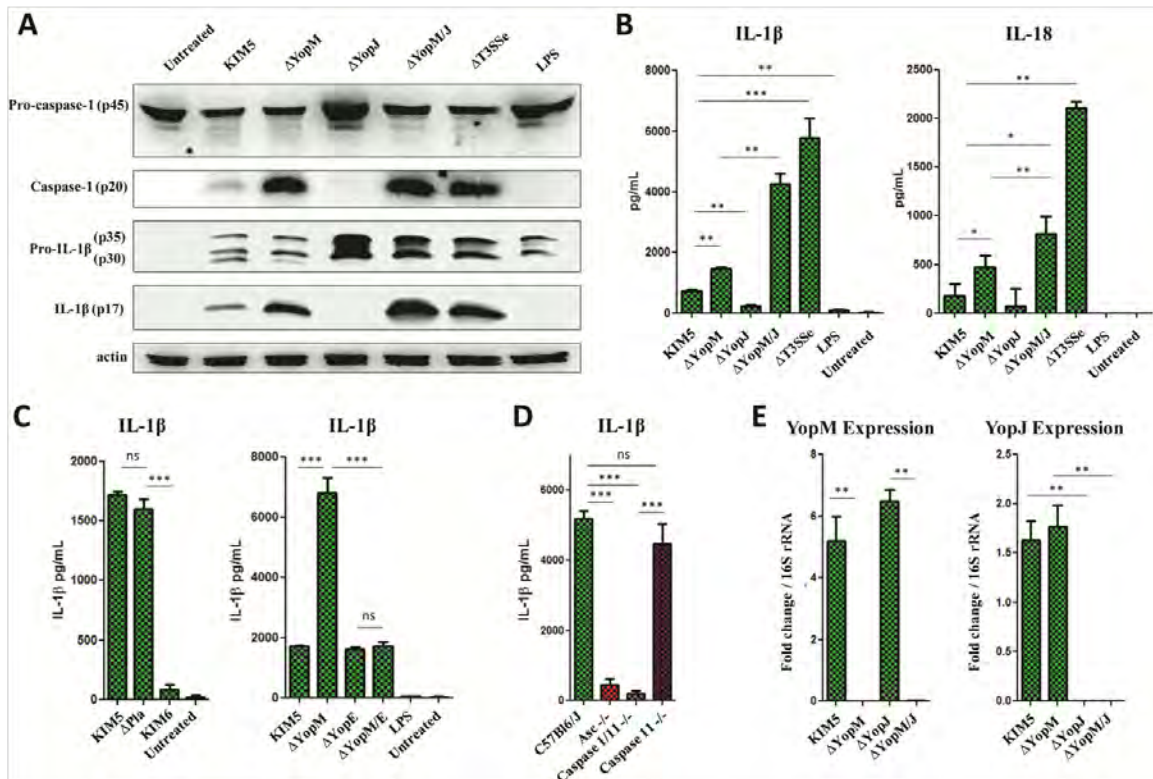 A
Untreated
KIM5
ΔYopM
ΔYopJ
ΔYopM/J
ΔT3SSe
LPS
Pro-caspase-1 (p45)
Caspase-1 (p20)
Pro-IL-1β (p35)
(p30)
IL-1β (p17)
actin
B
IL-1β
pg/mL
8000
6000
4000
2000
0
**
***
**
**
**
KIM5
ΔYopM
ΔYopJ
ΔYopM/J
ΔT3SSe
LPS
Untreated
IL-18
pg/mL
2500
2000
1500
1000
500
0
**
*
**
*
KIM5
ΔYopM
ΔYopJ
ΔYopM/J
ΔT3SSe
LPS
Untreated
C
IL-1β
IL-1β pg/mL
2000
1500
1000
500
0
ns
***
KIM5
ΔPla
KIM6
Untreated
IL-1β
IL-1β pg/mL
8000
6000
4000
2000
0
***
***
ns
KIM5
ΔYopM
ΔYopE
ΔYopM/E
LPS
Untreated
D
IL-1β
IL-1β pg/mL
6000
4000
2000
0
ns
***
***
***
C57Bl6/J
Asc -/-
Caspase 1/11 -/-
Caspase 11 -/-
E
YopM Expression
Fold change / 16S rRNA
8
6
4
2
0
**
**
KIM5
ΔYopM
ΔYopJ
ΔYopM/J
YopJ Expression
Fold change / 16S rRNA
2.5
2.0
1.5
1.0
0.5
0.0
**
**
KIM5
ΔYopM
ΔYopJ
ΔYopM/J